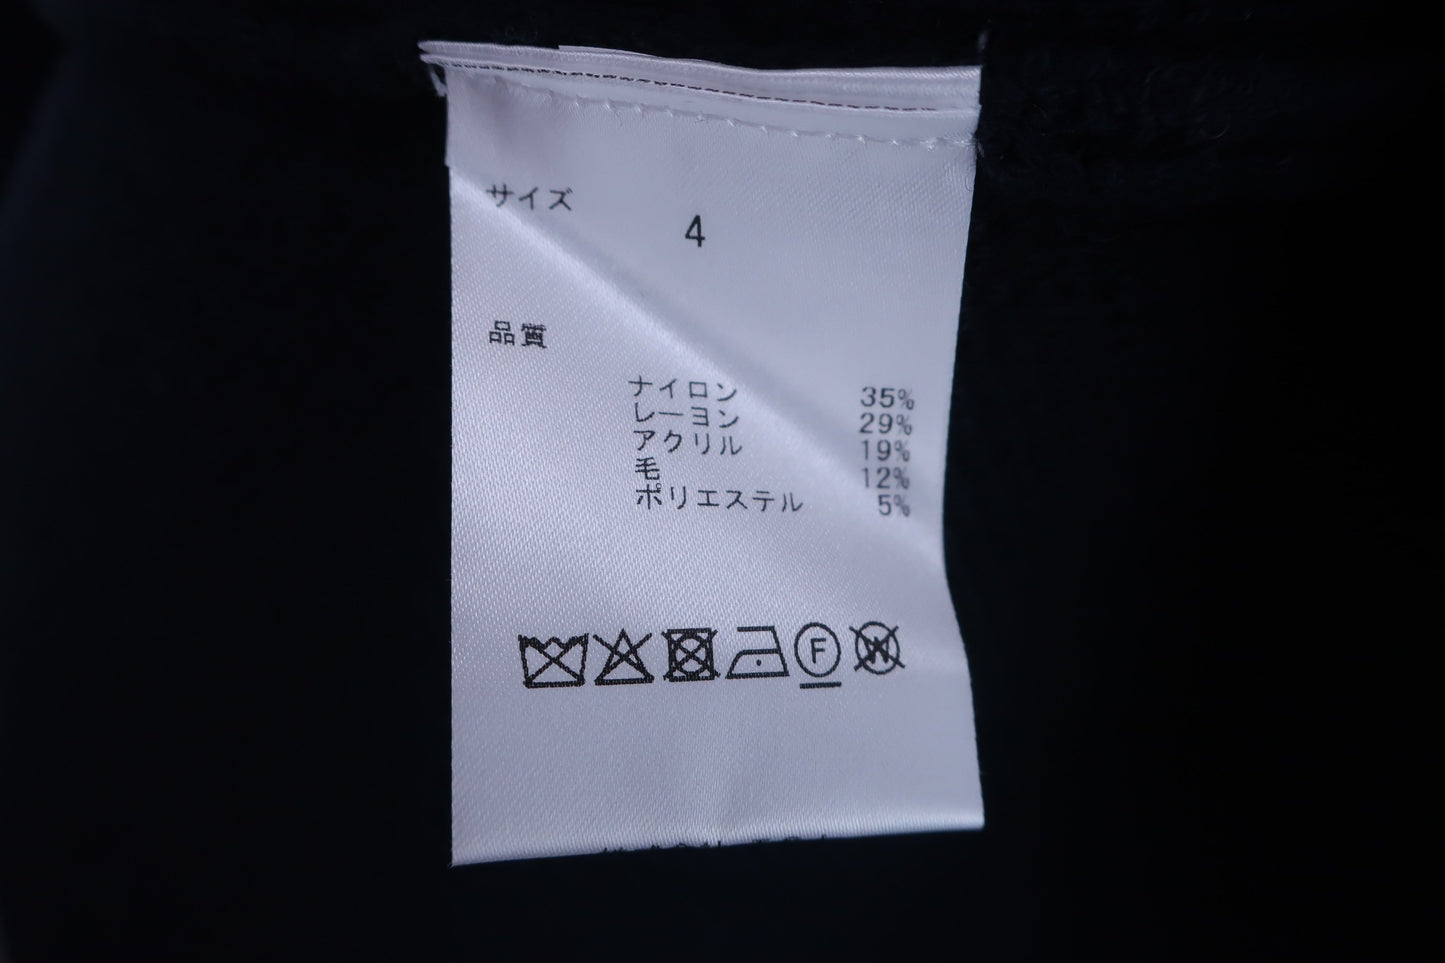 サイズ
4
品質
ナイロン 35%
レーヨン 29%
アクリル 19%
毛 12%
ポリエステル 5%
F W